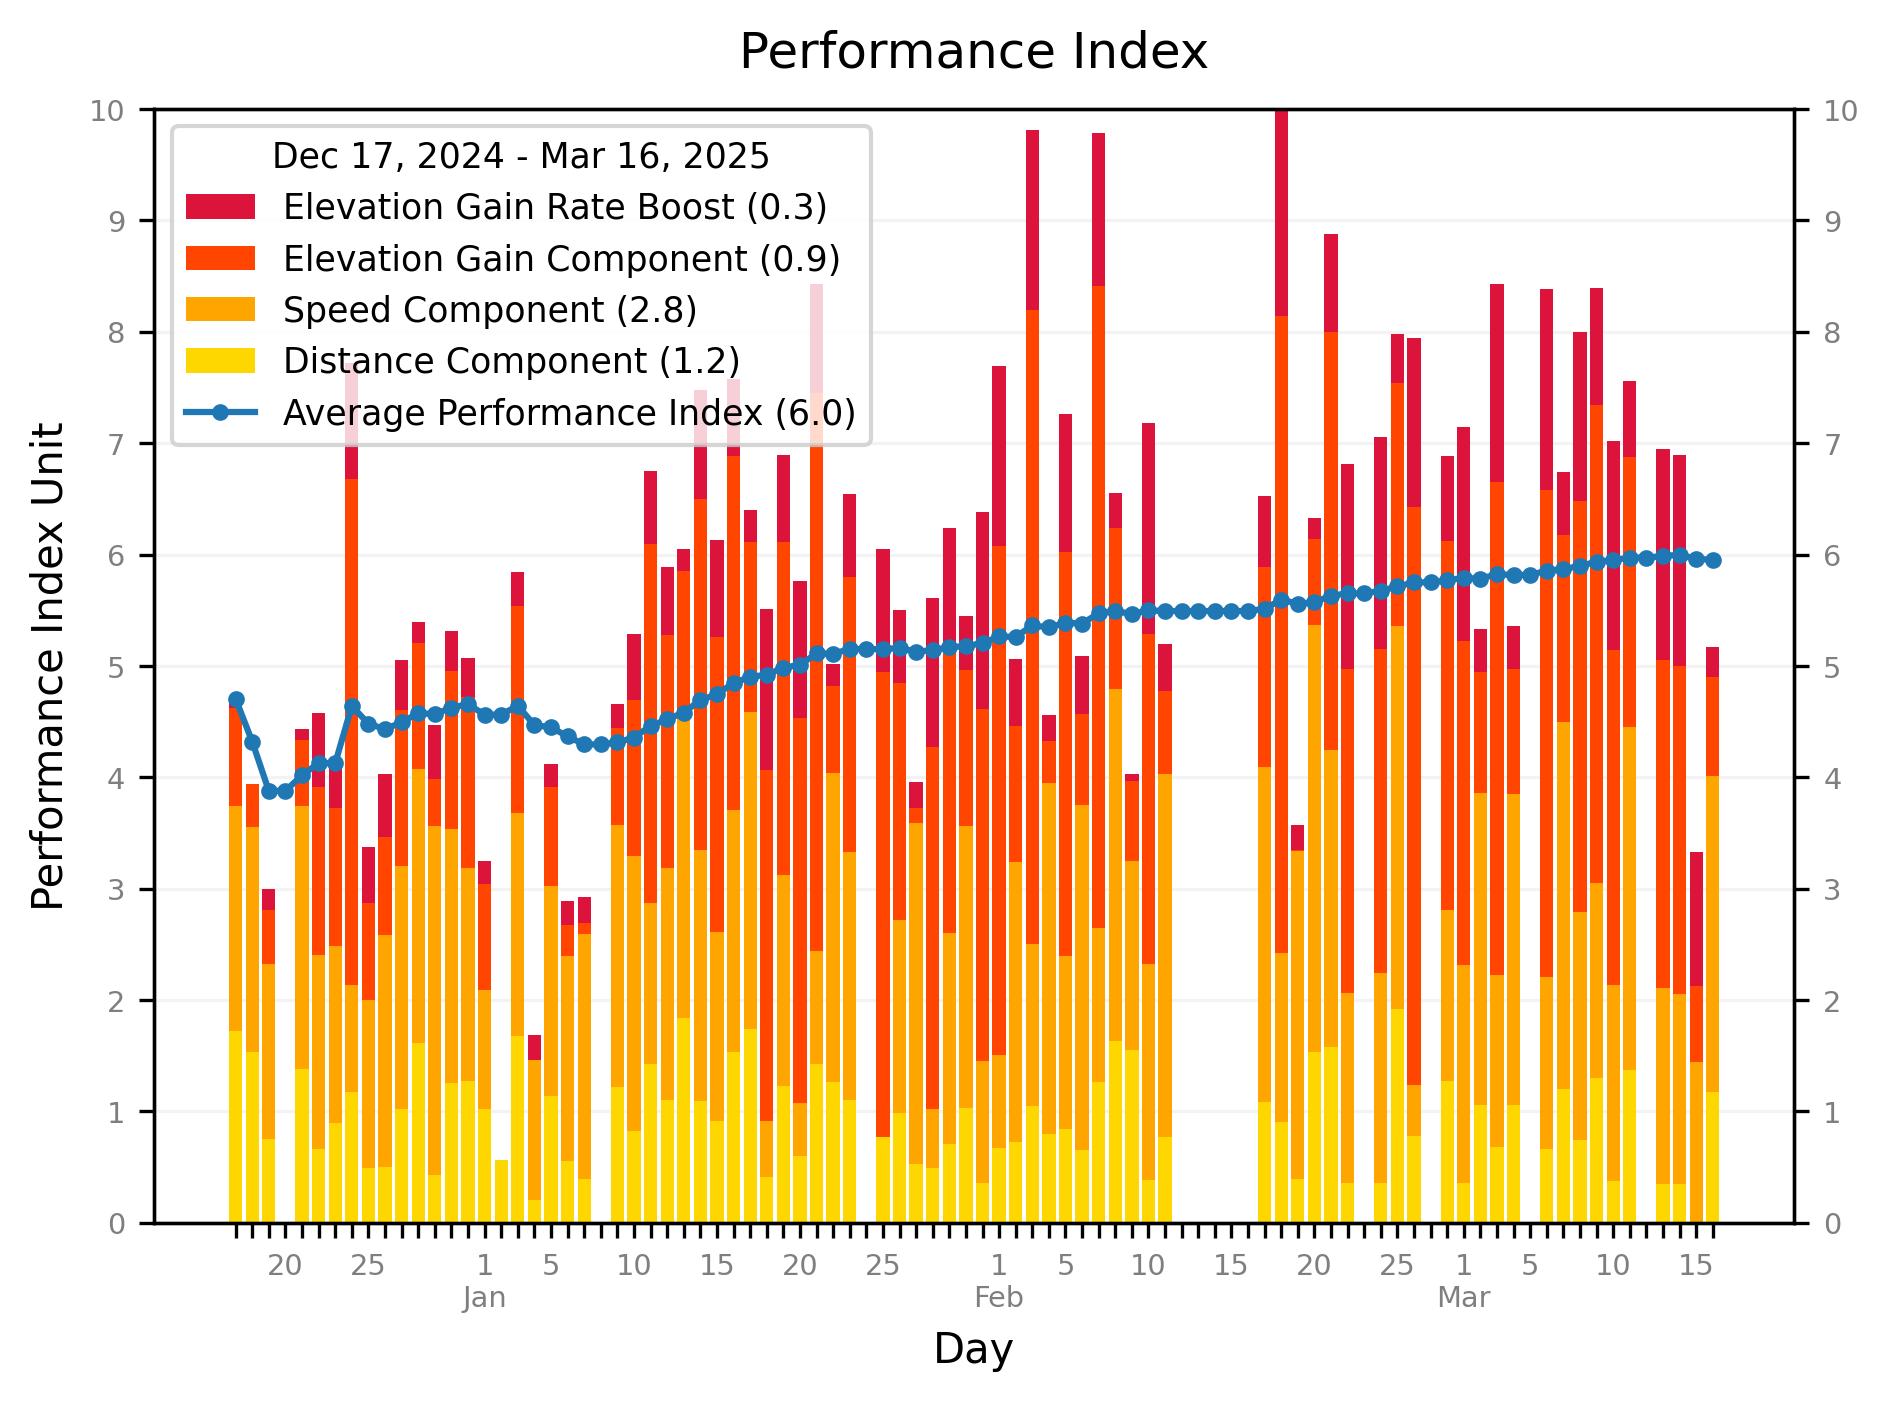 Performance Index
Dec 17, 2024 - Mar 16, 2025
Elevation Gain Rate Boost (0.3)
Elevation Gain Component (0.9)
Speed Component (2.8)
Distance Component (1.2)
Average Performance Index (6.0)
Performance Index Unit
10 10
9 9
8 8
7 7
6 6
5 5
4 4
3 3
2 2
1 1
0 0
20 25 1 5 10 15 20 25 1 5 10 15 20 25 1 5 10 15
Jan Feb Mar
Day